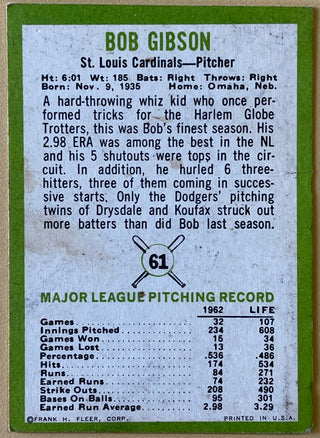 BOB GIBSON
St. Louis Cardinals—Pitcher
Ht: 6:01 Wt: 185 Bats: Right Throws: Right
Born: Nov. 9, 1935 Home: Omaha, Neb.
A hard-throwing whiz kid who once per-
formed tricks for the Harlem Globe
Trotters, this was Bob's finest season. His
2.98 ERA was among the best in the NL
and his 5 shutouts were tops in the cir-
cuit. In addition, he hurled 6 three-
hitters, three of them coming in succes-
sive starts. Only the Dodgers' pitching
twins of Drysdale and Koufax struck out
more batters than did Bob last season.
61
MAJOR LEAGUE PITCHING RECORD
1962 LIFE
Games 32 107
Innings Pitched 234 608
Games Won 15 34
Games Lost 13 36
Percentage .536 .486
Hits 174 534
Runs 84 271
Earned Runs 74 232
Strike Outs 208 490
Bases On Balls 95 301
Earned Run Average 2.98 3.29
©FRANK H. FLEER, CORP. PRINTED IN U.S.A.